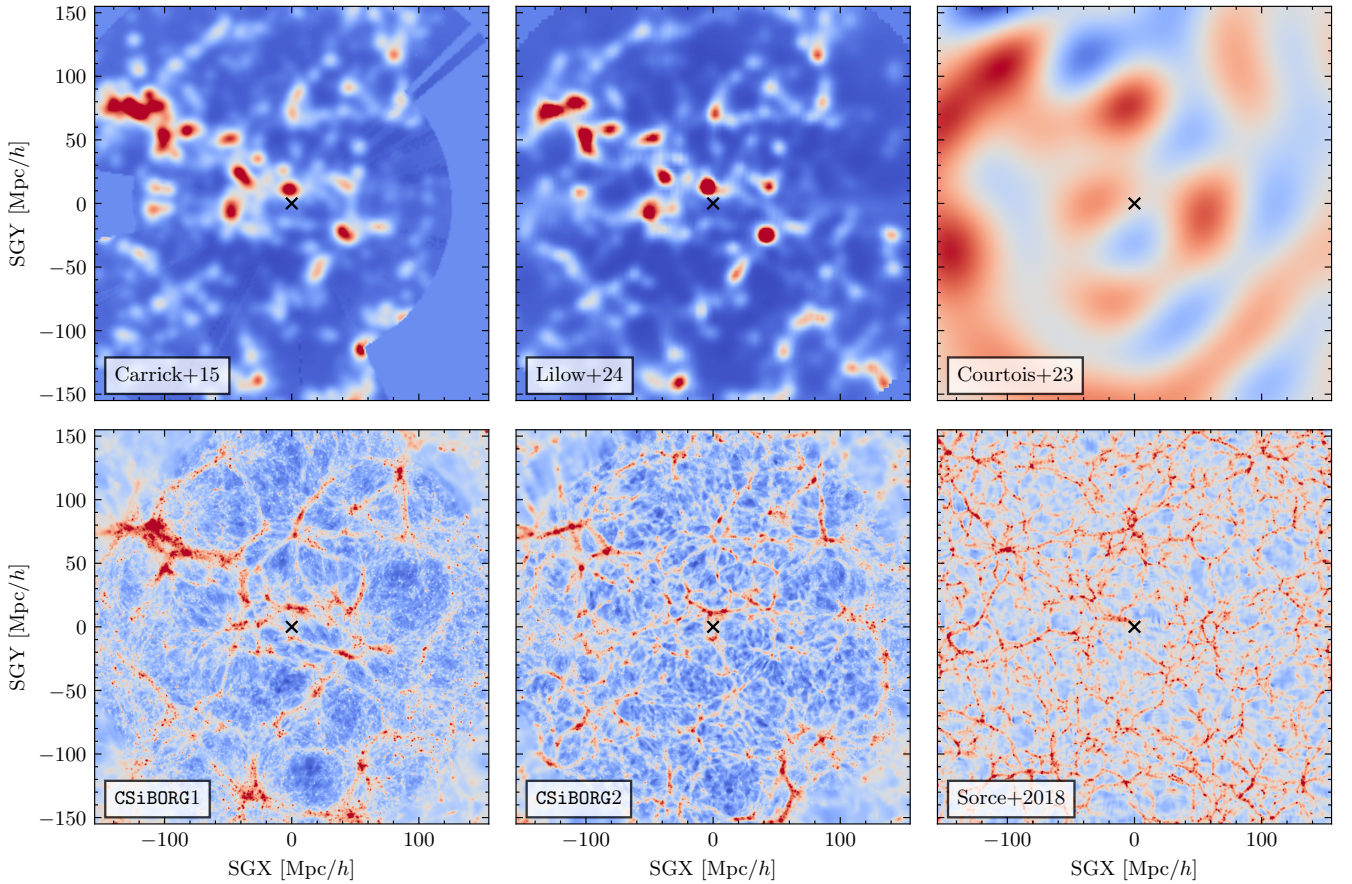 150
100
50
0
−50
−100
−150
SGY [Mpc/h]
Carrick+15
Lilow+24
Courtois+23
150
100
50
0
−50
−100
−150
SGY [Mpc/h]
CSiBORG1
CSiBORG2
Sorce+2018
−100 0 100
−100 0 100
−100 0 100
SGX [Mpc/h]
SGX [Mpc/h]
SGX [Mpc/h]